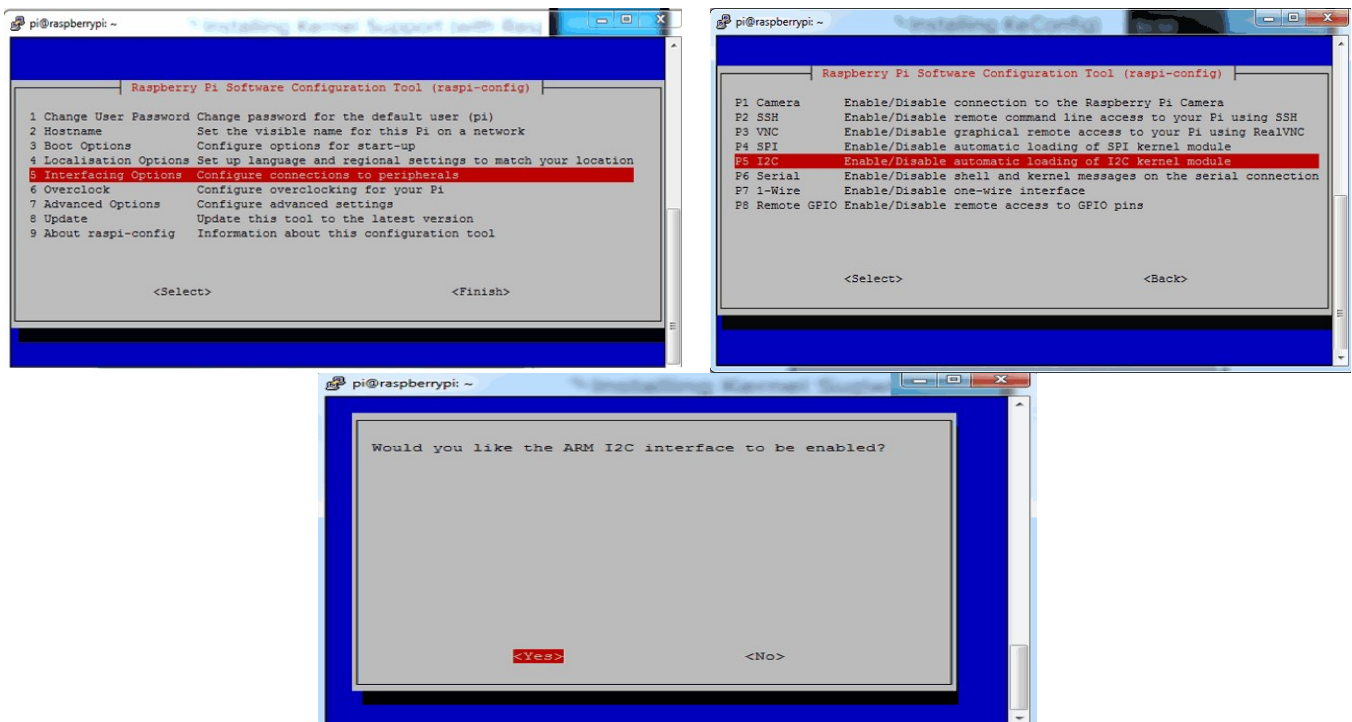 pi@raspberrypi: ~
Raspberry Pi Software Configuration Tool (raspi-config)
1 Change User Password Change password for the default user (pi)
2 Hostname Set the visible name for this Pi on a network
3 Boot Options Configure options for start-up
4 Localisation Options Set up language and regional settings to match your location
5 Interfacing Options Configure connections to peripherals
6 Overclock Configure overclocking for your Pi
7 Advanced Options Configure advanced settings
8 Update Update this tool to the latest version
9 About raspi-config Information about this configuration tool
<Select> <Finish>
pi@raspberrypi: ~
Raspberry Pi Software Configuration Tool (raspi-config)
P1 Camera Enable/Disable connection to the Raspberry Pi Camera
P2 SSH Enable/Disable remote command line access to your Pi using SSH
P3 VNC Enable/Disable graphical remote access to your Pi using RealVNC
P4 SPI Enable/Disable automatic loading of SPI kernel module
P5 I2C Enable/Disable automatic loading of I2C kernel module
P6 Serial Enable/Disable shell and kernel messages on the serial connection
P7 1-Wire Enable/Disable one-wire interface
P8 Remote GPIO Enable/Disable remote access to GPIO pins
<Select> <Back>
pi@raspberrypi: ~
Would you like the ARM I2C interface to be enabled?
<Yes> <No>